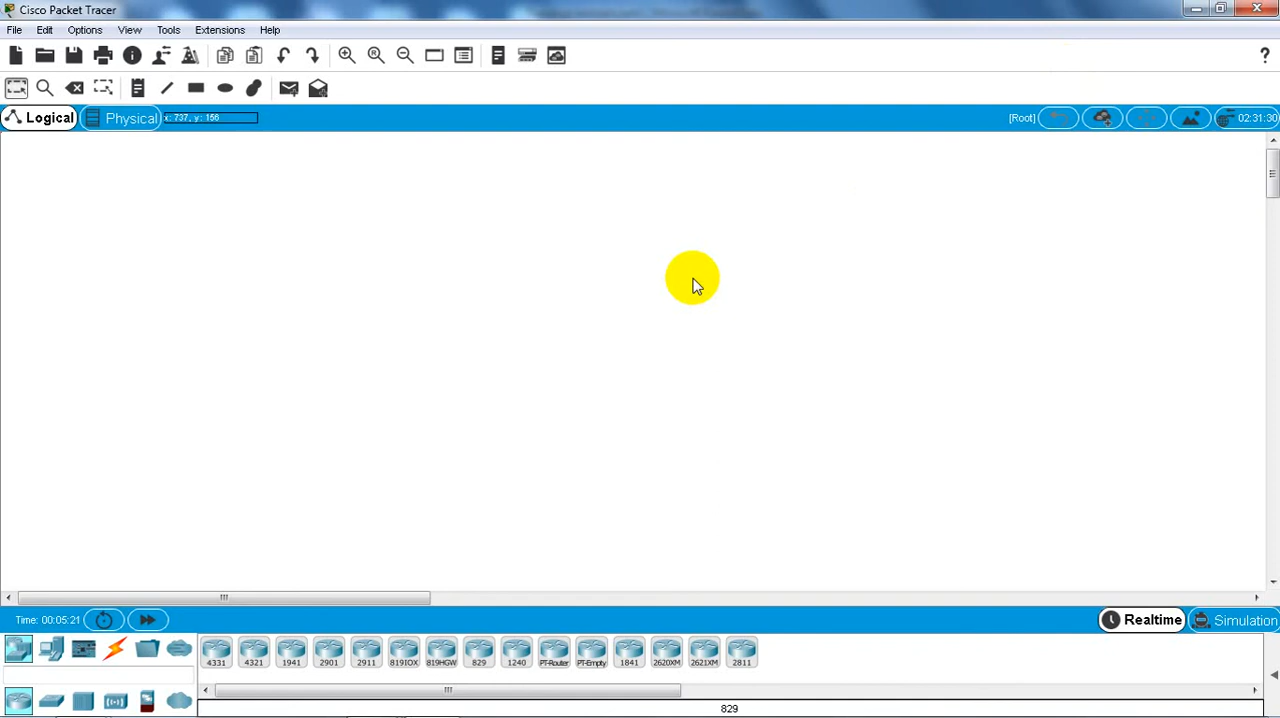 Cisco Packet Tracer
File Edit Options View Tools Extensions Help
Logical Physical x: 737, y: 156 [Root] 02:31:30
Time: 00:05:21 Realtime Simulation
4331 4321 1941 2901 2911 819IOX 819HGW 829 1240 PT-Router PT-Empty 1841 2620XM 2621XM 2811
829